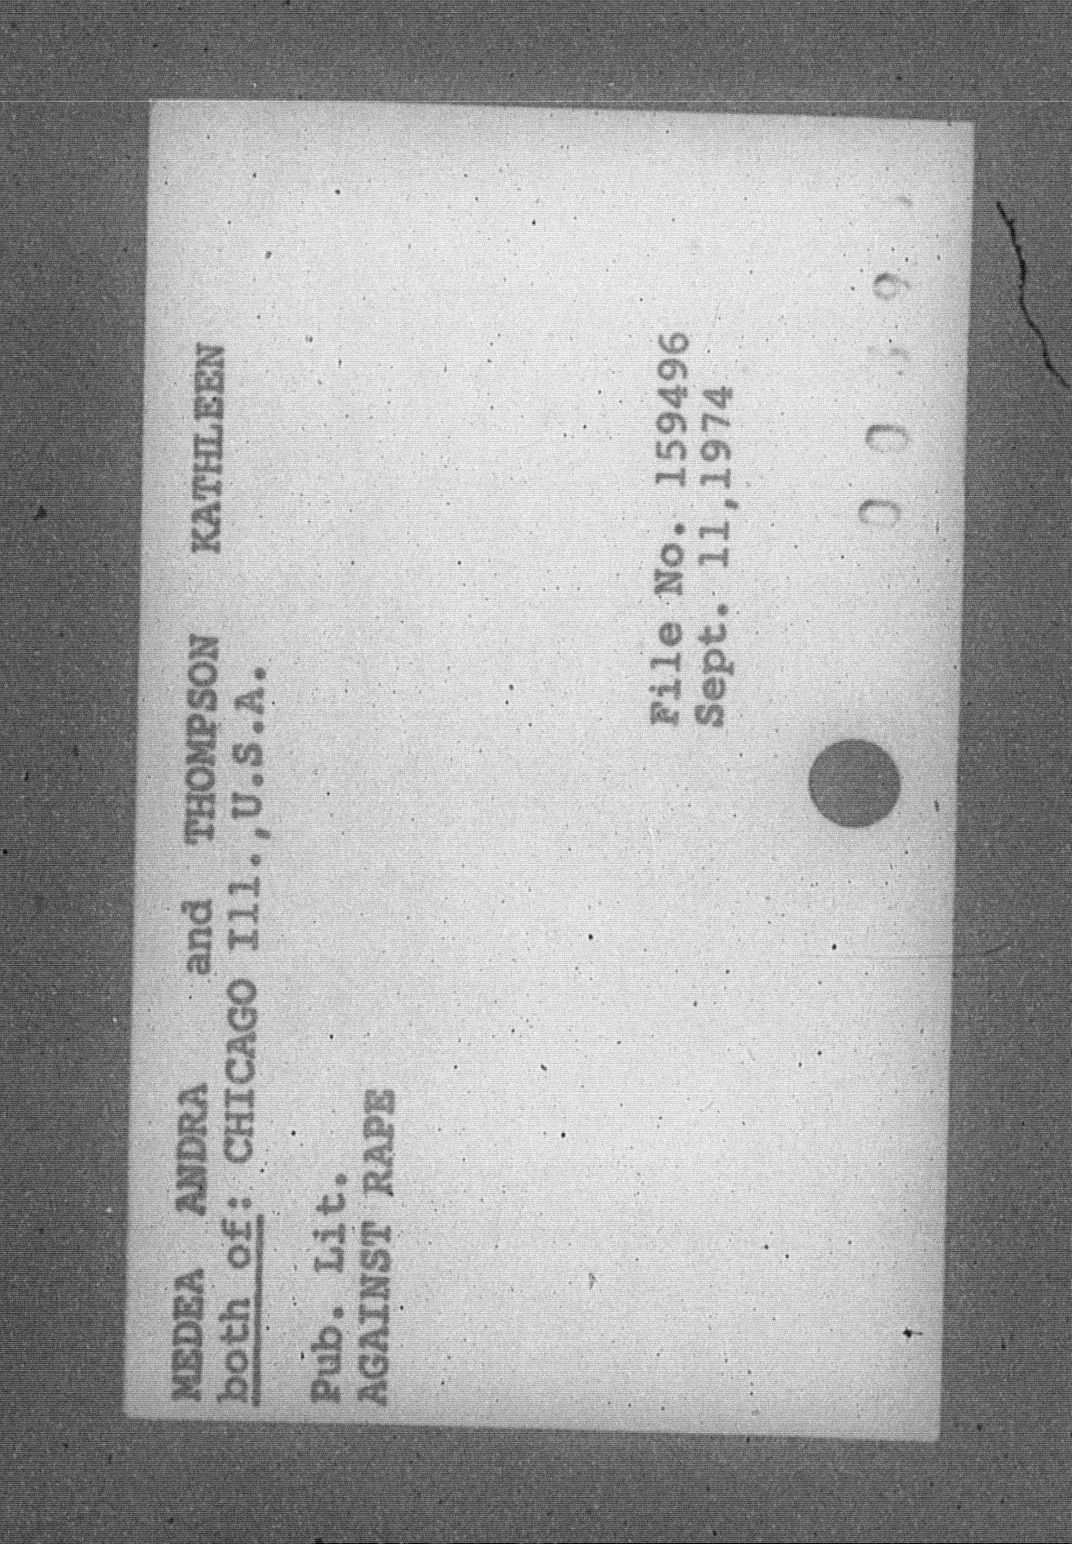 MEDEA ANDRA and THOMPSON KATHLEEN
both of: CHICAGO Ill.,U.S.A.
Pub. Lit.
AGAINST RAPE
File No. 159496
Sept. 11,1974